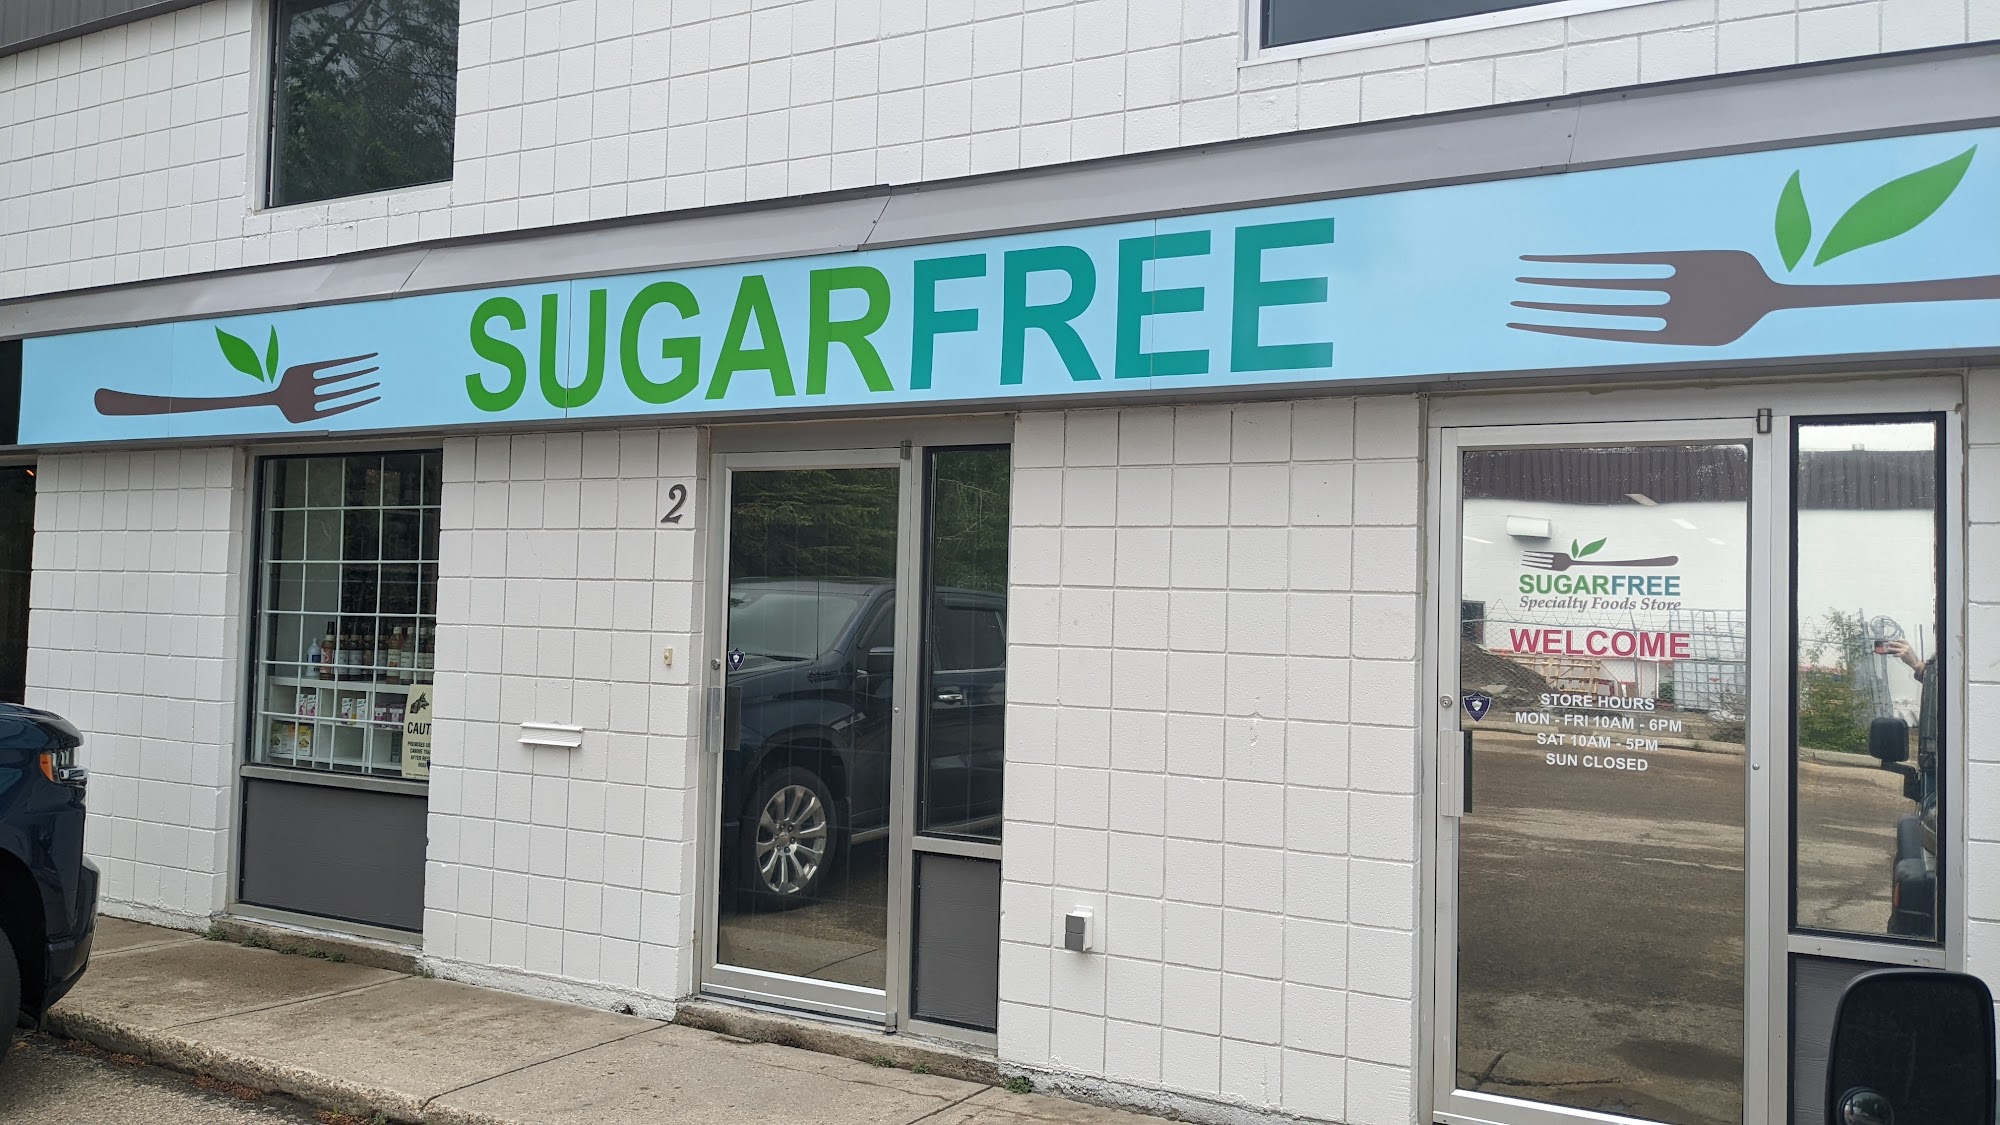 SUGARFREE
2
SUGARFREE
Specialty Foods Store
WELCOME
STORE HOURS
MON - FRI 10AM - 6PM
SAT 10AM - 5PM
SUN CLOSED
CAUT